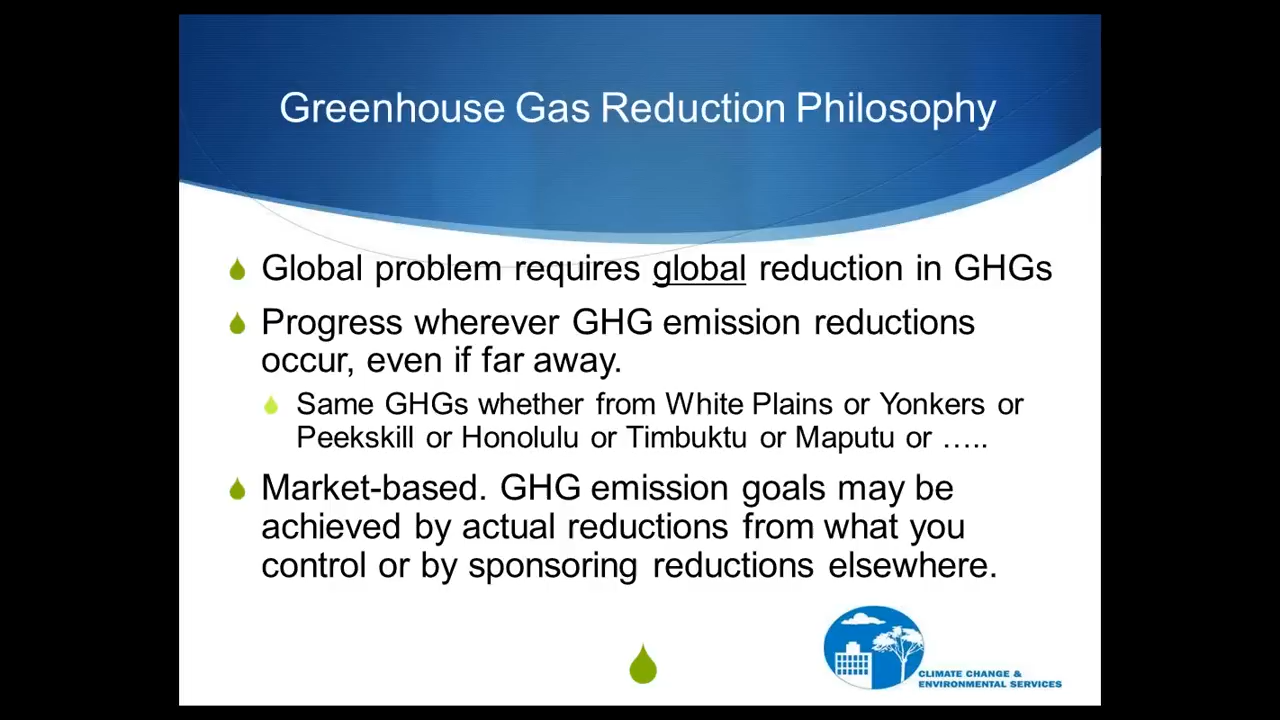 Greenhouse Gas Reduction Philosophy
Global problem requires global reduction in GHGs
Progress wherever GHG emission reductions
occur, even if far away.
Same GHGs whether from White Plains or Yonkers or
Peekskill or Honolulu or Timbuktu or Maputu or …..
Market-based. GHG emission goals may be
achieved by actual reductions from what you
control or by sponsoring reductions elsewhere.
CLIMATE CHANGE &
ENVIRONMENTAL SERVICES